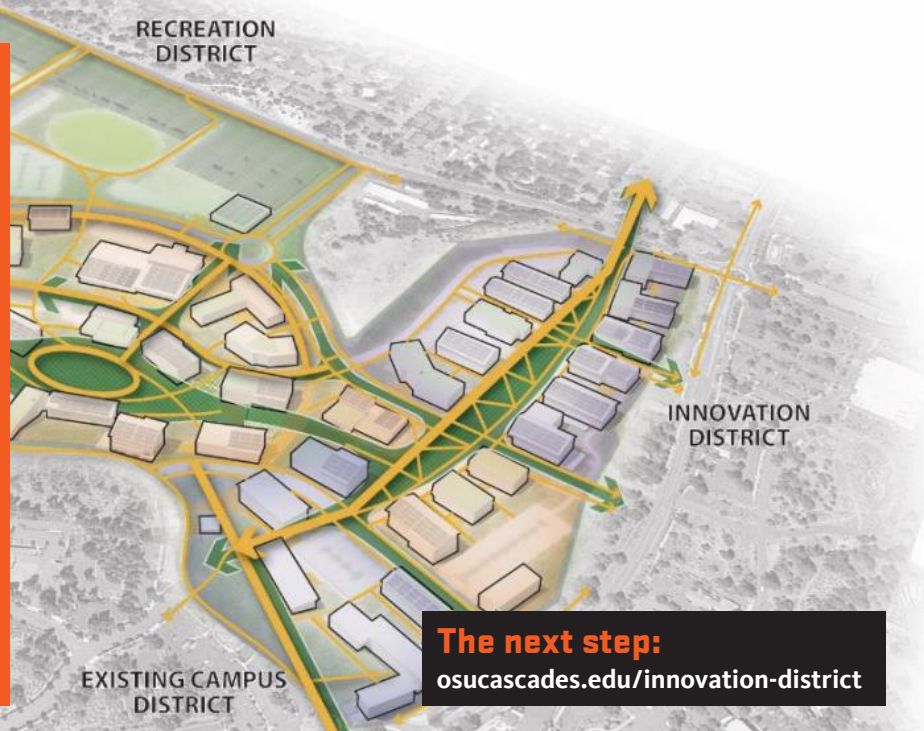 RECREATION
DISTRICT
INNOVATION
DISTRICT
The next step:
osucascades.edu/innovation-district
EXISTING CAMPUS
DISTRICT